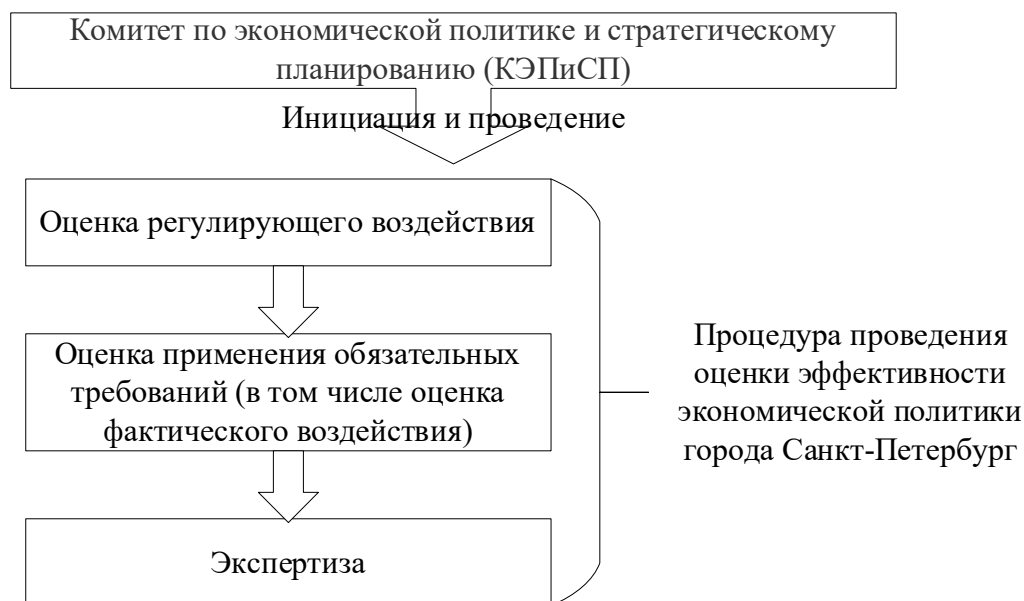 Комитет по экономической политике и стратегическому
планированию (КЭПиСП)
Инициация и проведение
Оценка регулирующего воздействия
Оценка применения обязательных
требований (в том числе оценка
фактического воздействия)
Экспертиза
Процедура проведения
оценки эффективности
экономической политики
города Санкт-Петербург